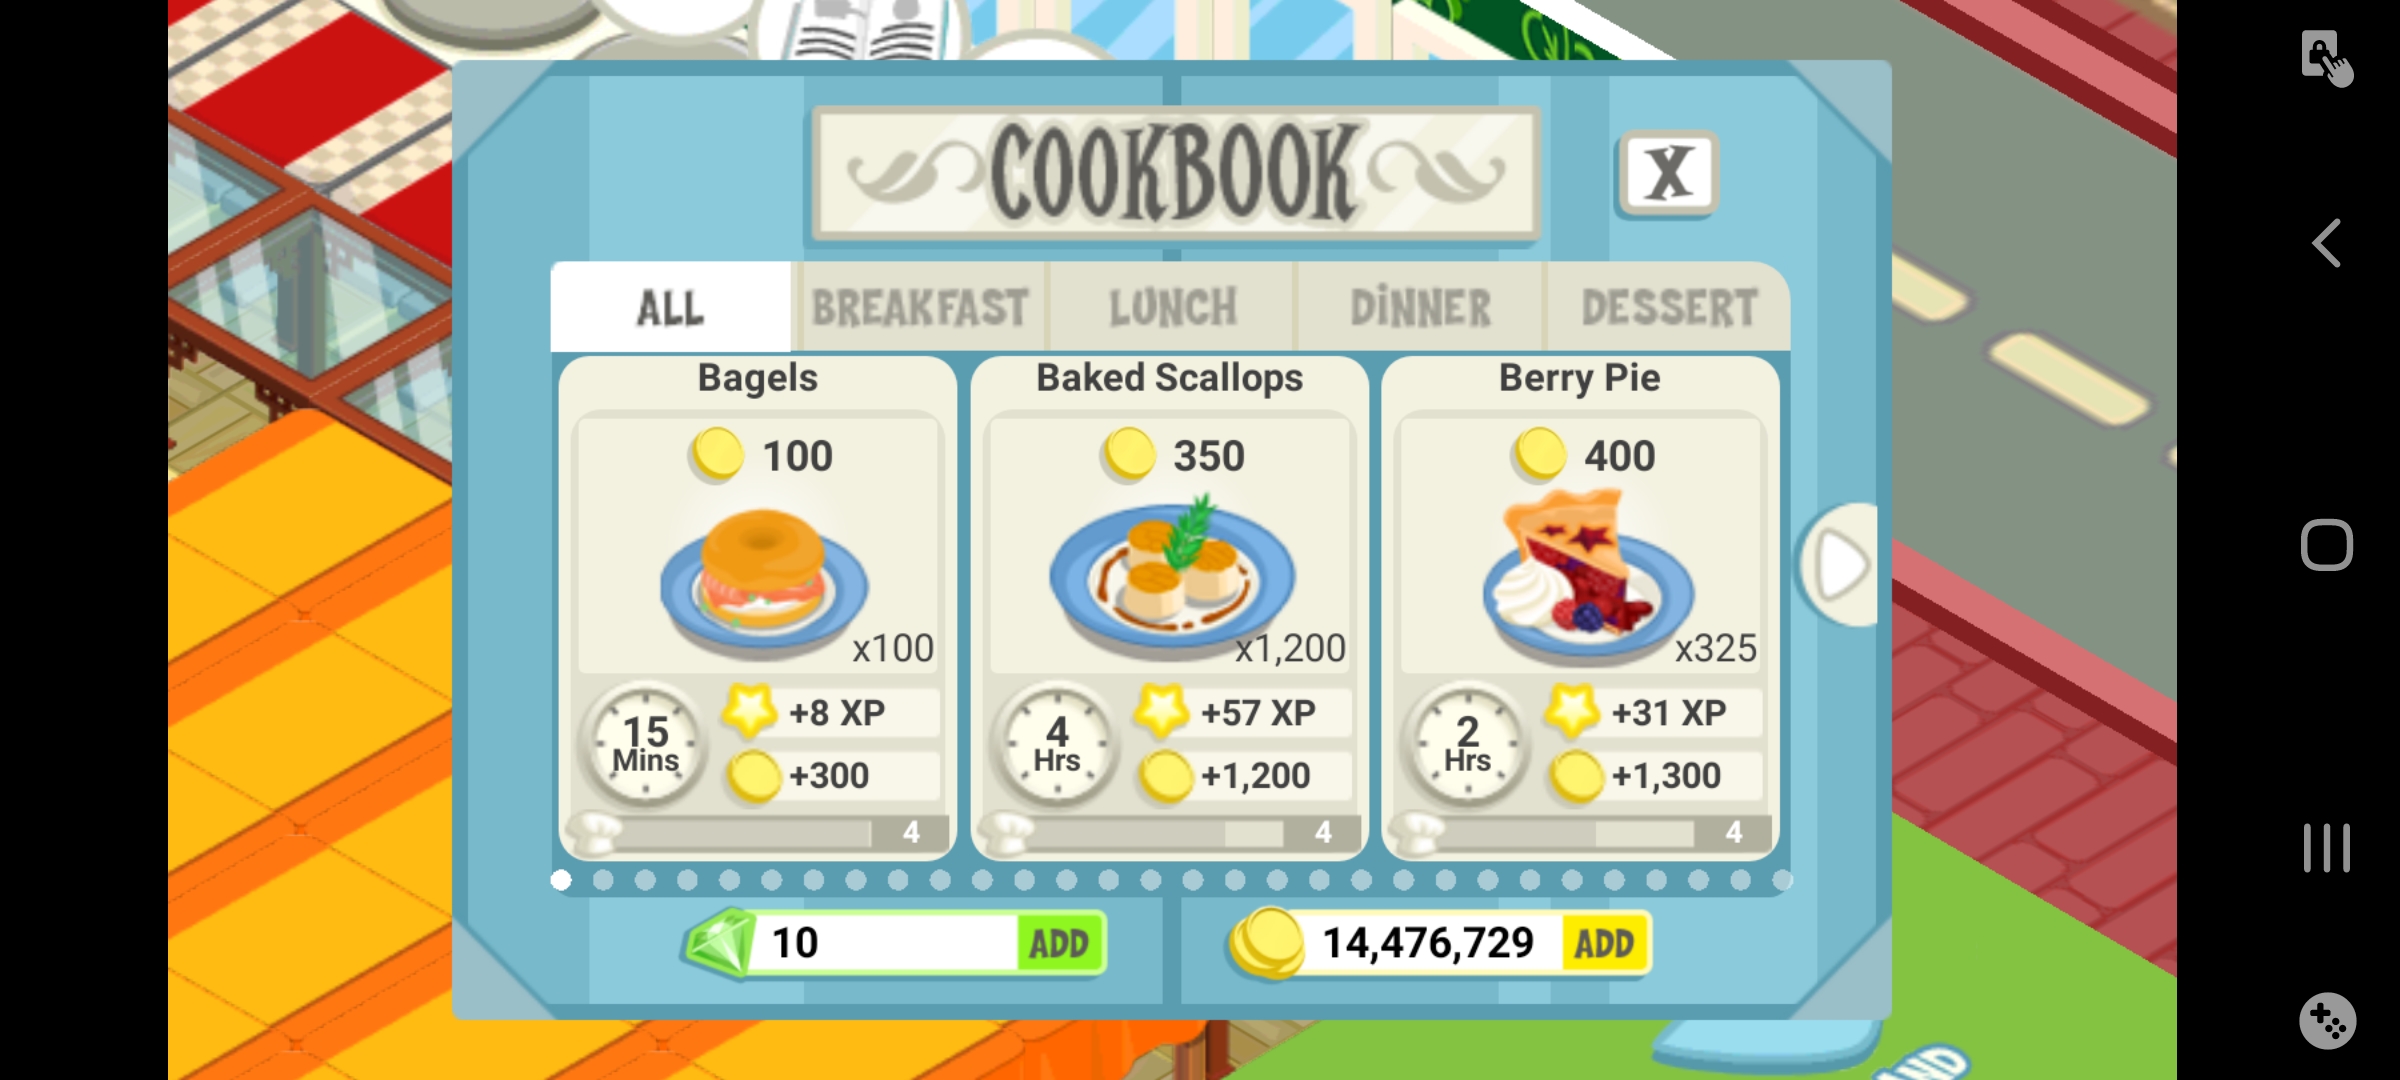 COOKBOOK
X
ALL
BREAKFAST
LUNCH
DINNER
DESSERT
Bagels
100
x100
15
Mins
+8 XP
+300
4
Baked Scallops
350
x1,200
4
Hrs
+57 XP
+1,200
4
Berry Pie
400
x325
2
Hrs
+31 XP
+1,300
4
10
ADD
14,476,729
ADD